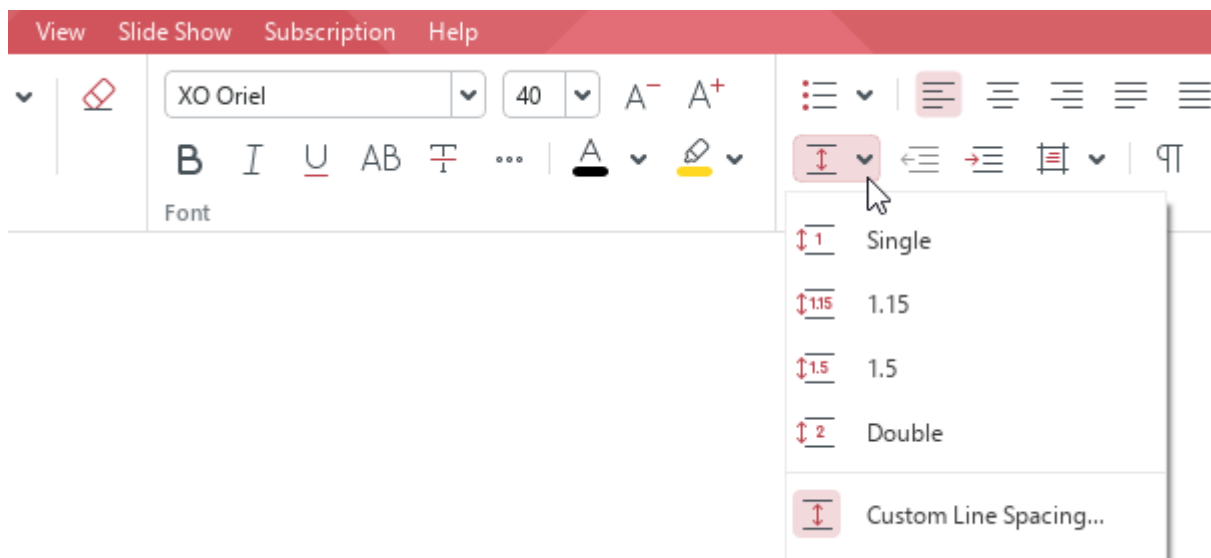 View Slide Show Subscription Help
XO Oriel 40 A− A+
B I U AB T A
Font
1 Single
1.15 1.15
1.5 1.5
2 Double
Custom Line Spacing...